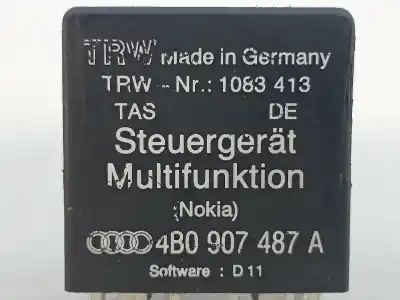 TRW Made in Germany
TRW -Nr.: 1083 413
TAS DE
Steuergerät
Multifunktion
(Nokia)
4B0 907 487 A
Software : D11